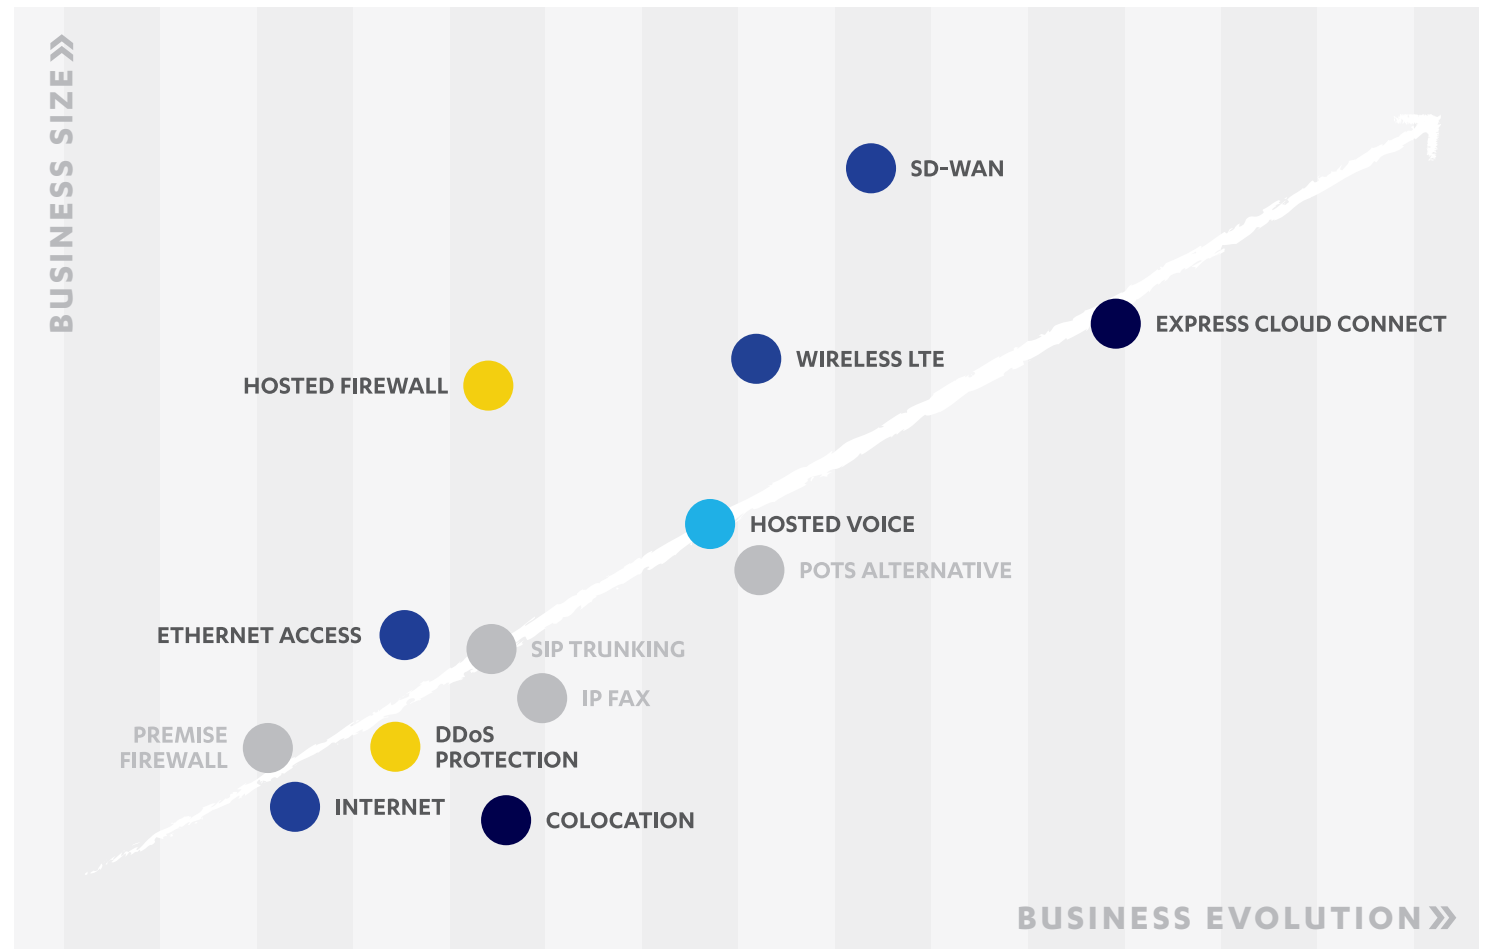 BUSINESS SIZE
SD-WAN
EXPRESS CLOUD CONNECT
WIRELESS LTE
HOSTED FIREWALL
HOSTED VOICE
POTS ALTERNATIVE
ETHERNET ACCESS
SIP TRUNKING
IP FAX
PREMISE
FIREWALL
DDoS
PROTECTION
INTERNET
COLOCATION
BUSINESS EVOLUTION